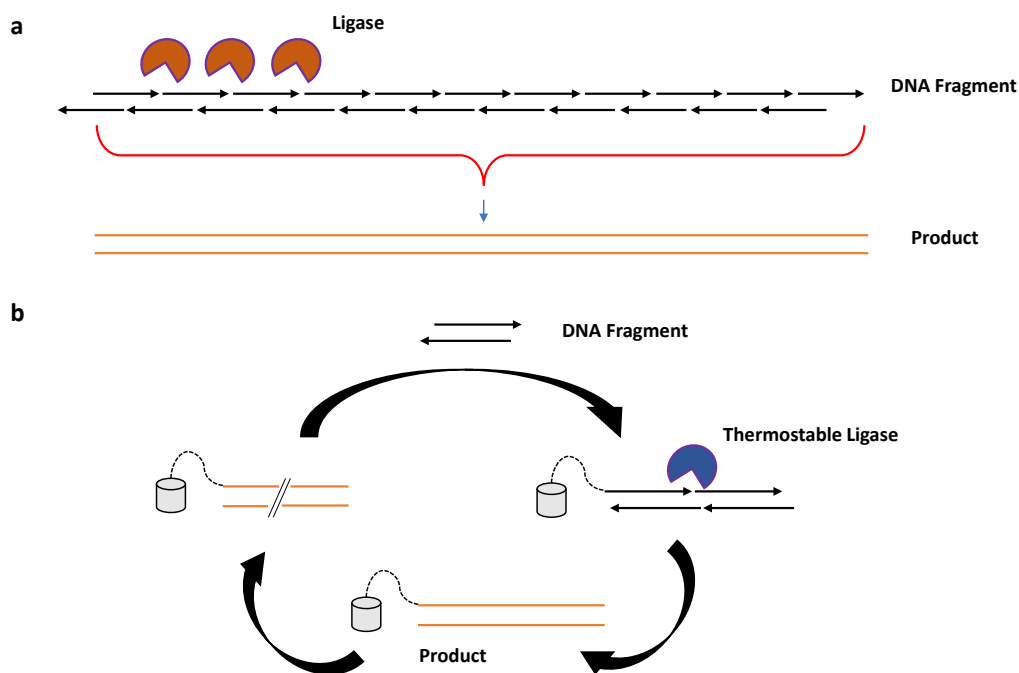 a
Ligase
DNA Fragment
Product
b
DNA Fragment
Thermostable Ligase
Product